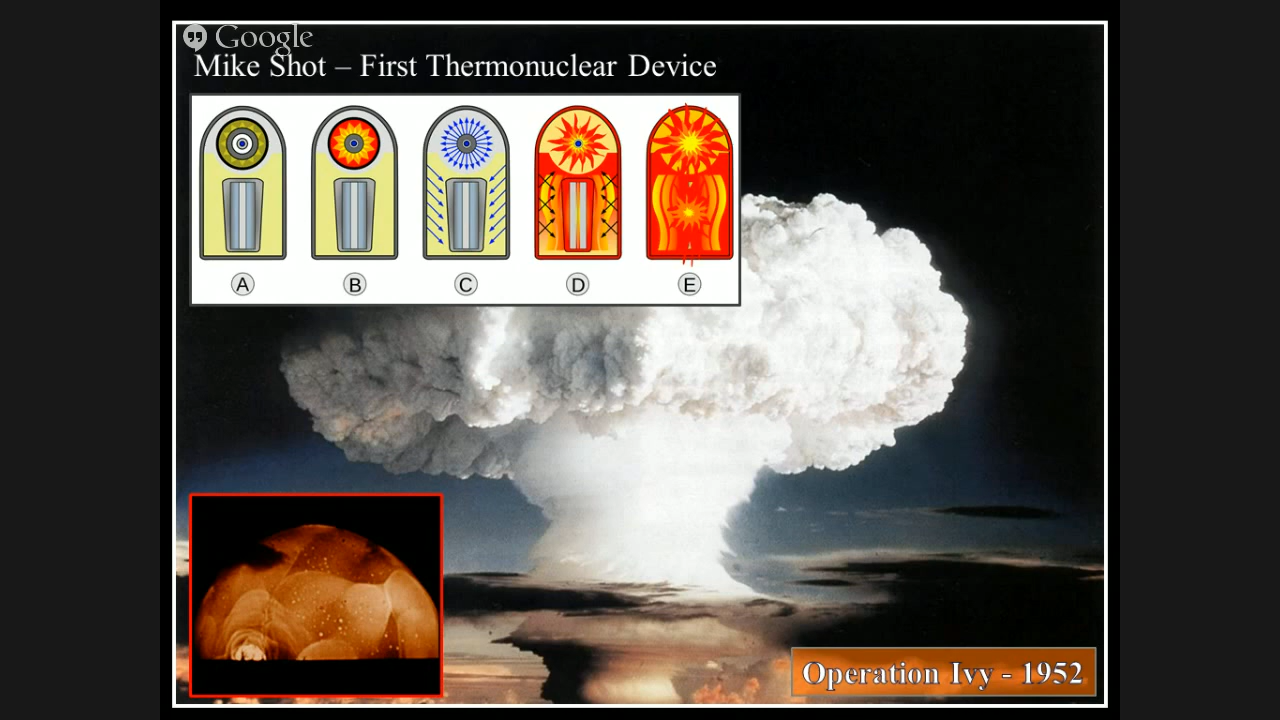 Google
Mike Shot – First Thermonuclear Device
A B C D E
Operation Ivy - 1952